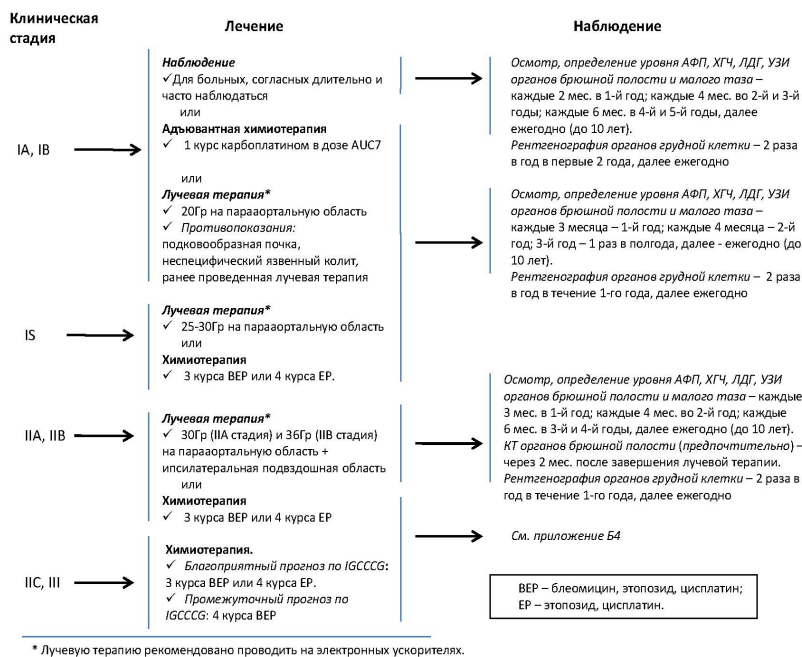 Клиническая
стадия
Лечение
Наблюдение
IA, IB
Наблюдение
✓Для больных, согласных длительно и
часто наблюдаться
или
Адъювантная химиотерапия
✓ 1 курс карбоплатином в дозе AUC7
или
Лучевая терапия*
✓ 20Гр на парааортальную область
✓ Противопоказания:
подковообразная почка,
неспецифический язвенный колит,
ранее проведенная лучевая терапия
Осмотр, определение уровня АФП, ХГЧ, ЛДГ, УЗИ
органов брюшной полости и малого таза –
каждые 2 мес. в 1-й год; каждые 4 мес. во 2-й и 3-й
годы; каждые 6 мес. в 4-й и 5-й годы, далее
ежегодно (до 10 лет).
Рентгенография органов грудной клетки – 2 раза
в год в первые 2 года, далее ежегодно
Осмотр, определение уровня АФП, ХГЧ, ЛДГ, УЗИ
органов брюшной полости и малого таза –
каждые 3 месяца – 1-й год; каждые 4 месяца – 2-й
год; 3-й год – 1 раз в полгода, далее - ежегодно (до
10 лет).
Рентгенография органов грудной клетки – 2 раза
в год в течение 1-го года, далее ежегодно
IS
Лучевая терапия*
✓ 25-30Гр на парааортальную область
или
Химиотерапия
✓ 3 курса BEP или 4 курса EP.
IIA, IIB
Лучевая терапия*
✓ 30Гр (IIA стадия) и 36Гр (IIB стадия)
на парааортальную область +
ипсилатеральная подвздошная область
или
Химиотерапия
✓ 3 курса BEP или 4 курса EP
Осмотр, определение уровня АФП, ХГЧ, ЛДГ, УЗИ
органов брюшной полости и малого таза – каждые
3 мес. в 1-й год; каждые 4 мес. во 2-й год; каждые
6 мес. в 3-й и 4-й годы, далее ежегодно (до 10 лет).
КТ органов брюшной полости (предпочтительно) –
через 2 мес. после завершения лучевой терапии.
Рентгенография органов грудной клетки – 2 раза в
год в течение 1-го года, далее ежегодно
См. приложение Б4
IIC, III
Химиотерапия.
✓ Благоприятный прогноз по IGCCCG:
3 курса BEP или 4 курса EP.
✓ Промежуточный прогноз по
IGCCCG: 4 курса BEP
BEP – блеомицин, этопозид, цисплатин;
EP – этопозид, цисплатин.
* Лучевую терапию рекомендовано проводить на электронных ускорителях.